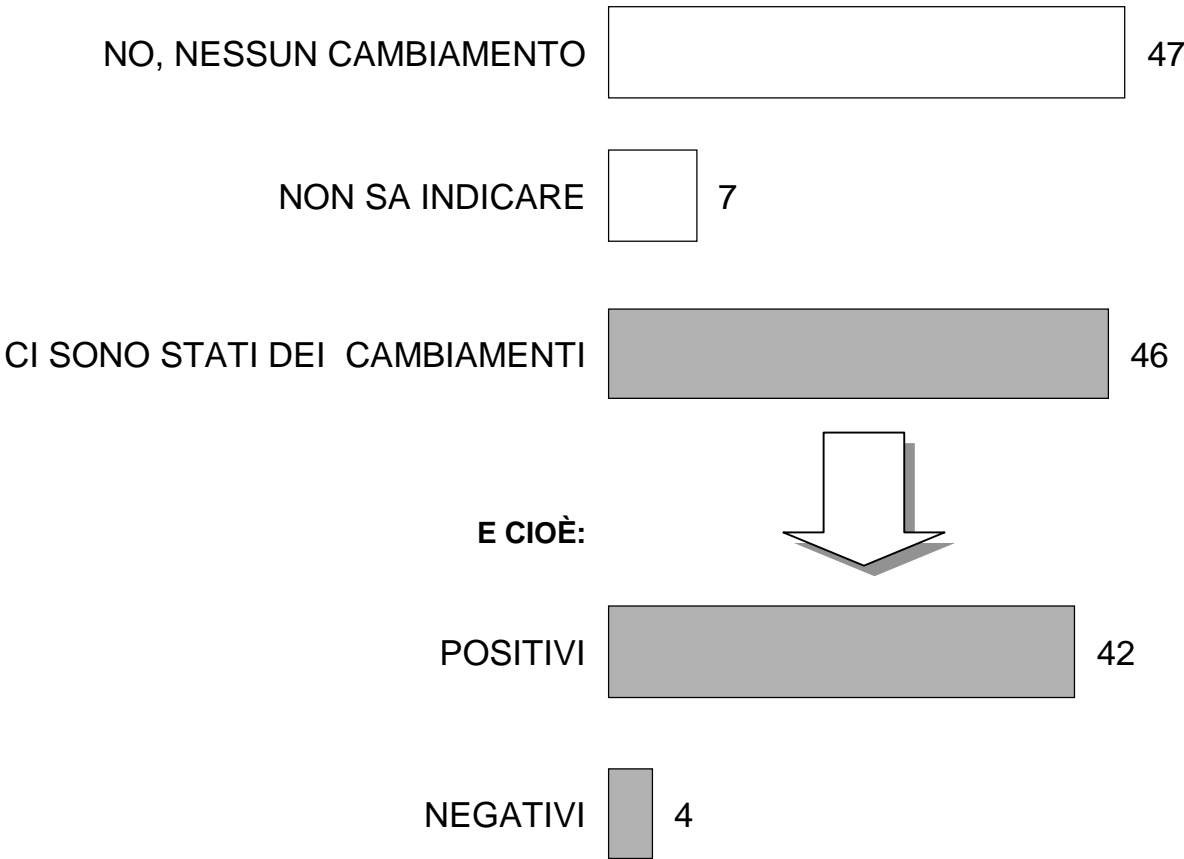 NO, NESSUN CAMBIAMENTO 47
NON SA INDICARE 7
CI SONO STATI DEI CAMBIAMENTI 46
E CIOÈ:
POSITIVI 42
NEGATIVI 4